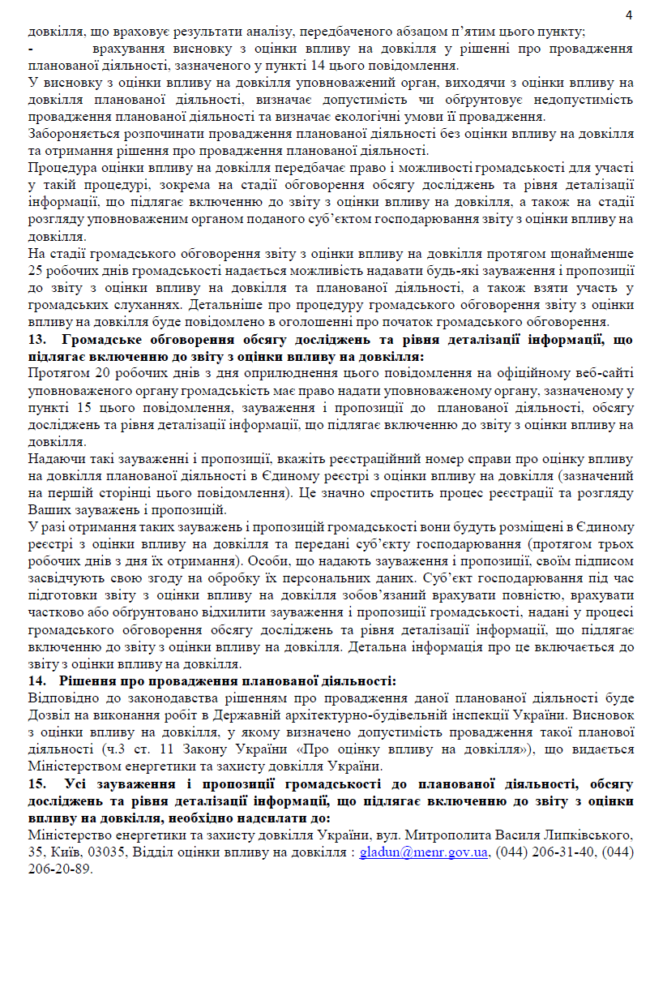 4
довкілля, що враховує результати аналізу, передбаченого абзацом п’ятим цього пункту;
- врахування висновку з оцінки впливу на довкілля у рішенні про провадження
планованої діяльності, зазначеного у пункті 14 цього повідомлення.
У висновку з оцінки впливу на довкілля уповноважений орган, виходячи з оцінки впливу на
довкілля планованої діяльності, визначає допустимість чи обґрунтовує недопустимість
провадження планованої діяльності та визначає екологічні умови її провадження.
Забороняється розпочинати провадження планованої діяльності без оцінки впливу на довкілля
та отримання рішення про провадження планованої діяльності.
Процедура оцінки впливу на довкілля передбачає право і можливості громадськості для участі
у такій процедурі, зокрема на стадії обговорення обсягу досліджень та рівня деталізації
інформації, що підлягає включенню до звіту з оцінки впливу на довкілля, а також на стадії
розгляду уповноваженим органом поданого суб’єктом господарювання звіту з оцінки впливу на
довкілля.
На стадії громадського обговорення звіту з оцінки впливу на довкілля протягом щонайменше
25 робочих днів громадськості надається можливість надавати будь-які зауваження і пропозиції
до звіту з оцінки впливу на довкілля та планованої діяльності, а також взяти участь у
громадських слуханнях. Детальніше про процедуру громадського обговорення звіту з оцінки
впливу на довкілля буде повідомлено в оголошенні про початок громадського обговорення.
13. Громадське обговорення обсягу досліджень та рівня деталізації інформації, що
підлягає включенню до звіту з оцінки впливу на довкілля:
Протягом 20 робочих днів з дня оприлюднення цього повідомлення на офіційному веб-сайті
уповноваженого органу громадськість має право надати уповноваженому органу, зазначеному у
пункті 15 цього повідомлення, зауваження і пропозиції до планованої діяльності, обсягу
досліджень та рівня деталізації інформації, що підлягає включенню до звіту з оцінки впливу на
довкілля.
Надаючи такі зауваженні і пропозиції, вкажіть реєстраційний номер справи про оцінку впливу
на довкілля планованої діяльності в Єдиному реєстрі з оцінки впливу на довкілля (зазначений
на першій сторінці цього повідомлення). Це значно спростить процес реєстрації та розгляду
Ваших зауважень і пропозицій.
У разі отримання таких зауважень і пропозицій громадськості вони будуть розміщені в Єдиному
реєстрі з оцінки впливу на довкілля та передані суб’єкту господарювання (протягом трьох
робочих днів з дня їх отримання). Особи, що надають зауваження і пропозиції, своїм підписом
засвідчують свою згоду на обробку їх персональних даних. Суб’єкт господарювання під час
підготовки звіту з оцінки впливу на довкілля зобов’язаний врахувати повністю, врахувати
частково або обґрунтовано відхилити зауваження і пропозиції громадськості, надані у процесі
громадського обговорення обсягу досліджень та рівня деталізації інформації, що підлягає
включенню до звіту з оцінки впливу на довкілля. Детальна інформація про це включається до
звіту з оцінки впливу на довкілля.
14. Рішення про провадження планованої діяльності:
Відповідно до законодавства рішенням про провадження даної планованої діяльності буде
Дозвіл на виконання робіт в Державній архітектурно-будівельній інспекції України. Висновок
з оцінки впливу на довкілля, у якому визначено допустимість провадження такої планової
діяльності (ч.3 ст. 11 Закону України «Про оцінку впливу на довкілля»), що видається
Міністерством енергетики та захисту довкілля України.
15. Усі зауваження і пропозиції громадськості до планованої діяльності, обсягу
досліджень та рівня деталізації інформації, що підлягає включенню до звіту з оцінки
впливу на довкілля, необхідно надсилати до:
Міністерство енергетики та захисту довкілля України, вул. Митрополита Василя Липківського,
35, Київ, 03035, Відділ оцінки впливу на довкілля : gladun@menr.gov.ua, (044) 206-31-40, (044)
206-20-89.